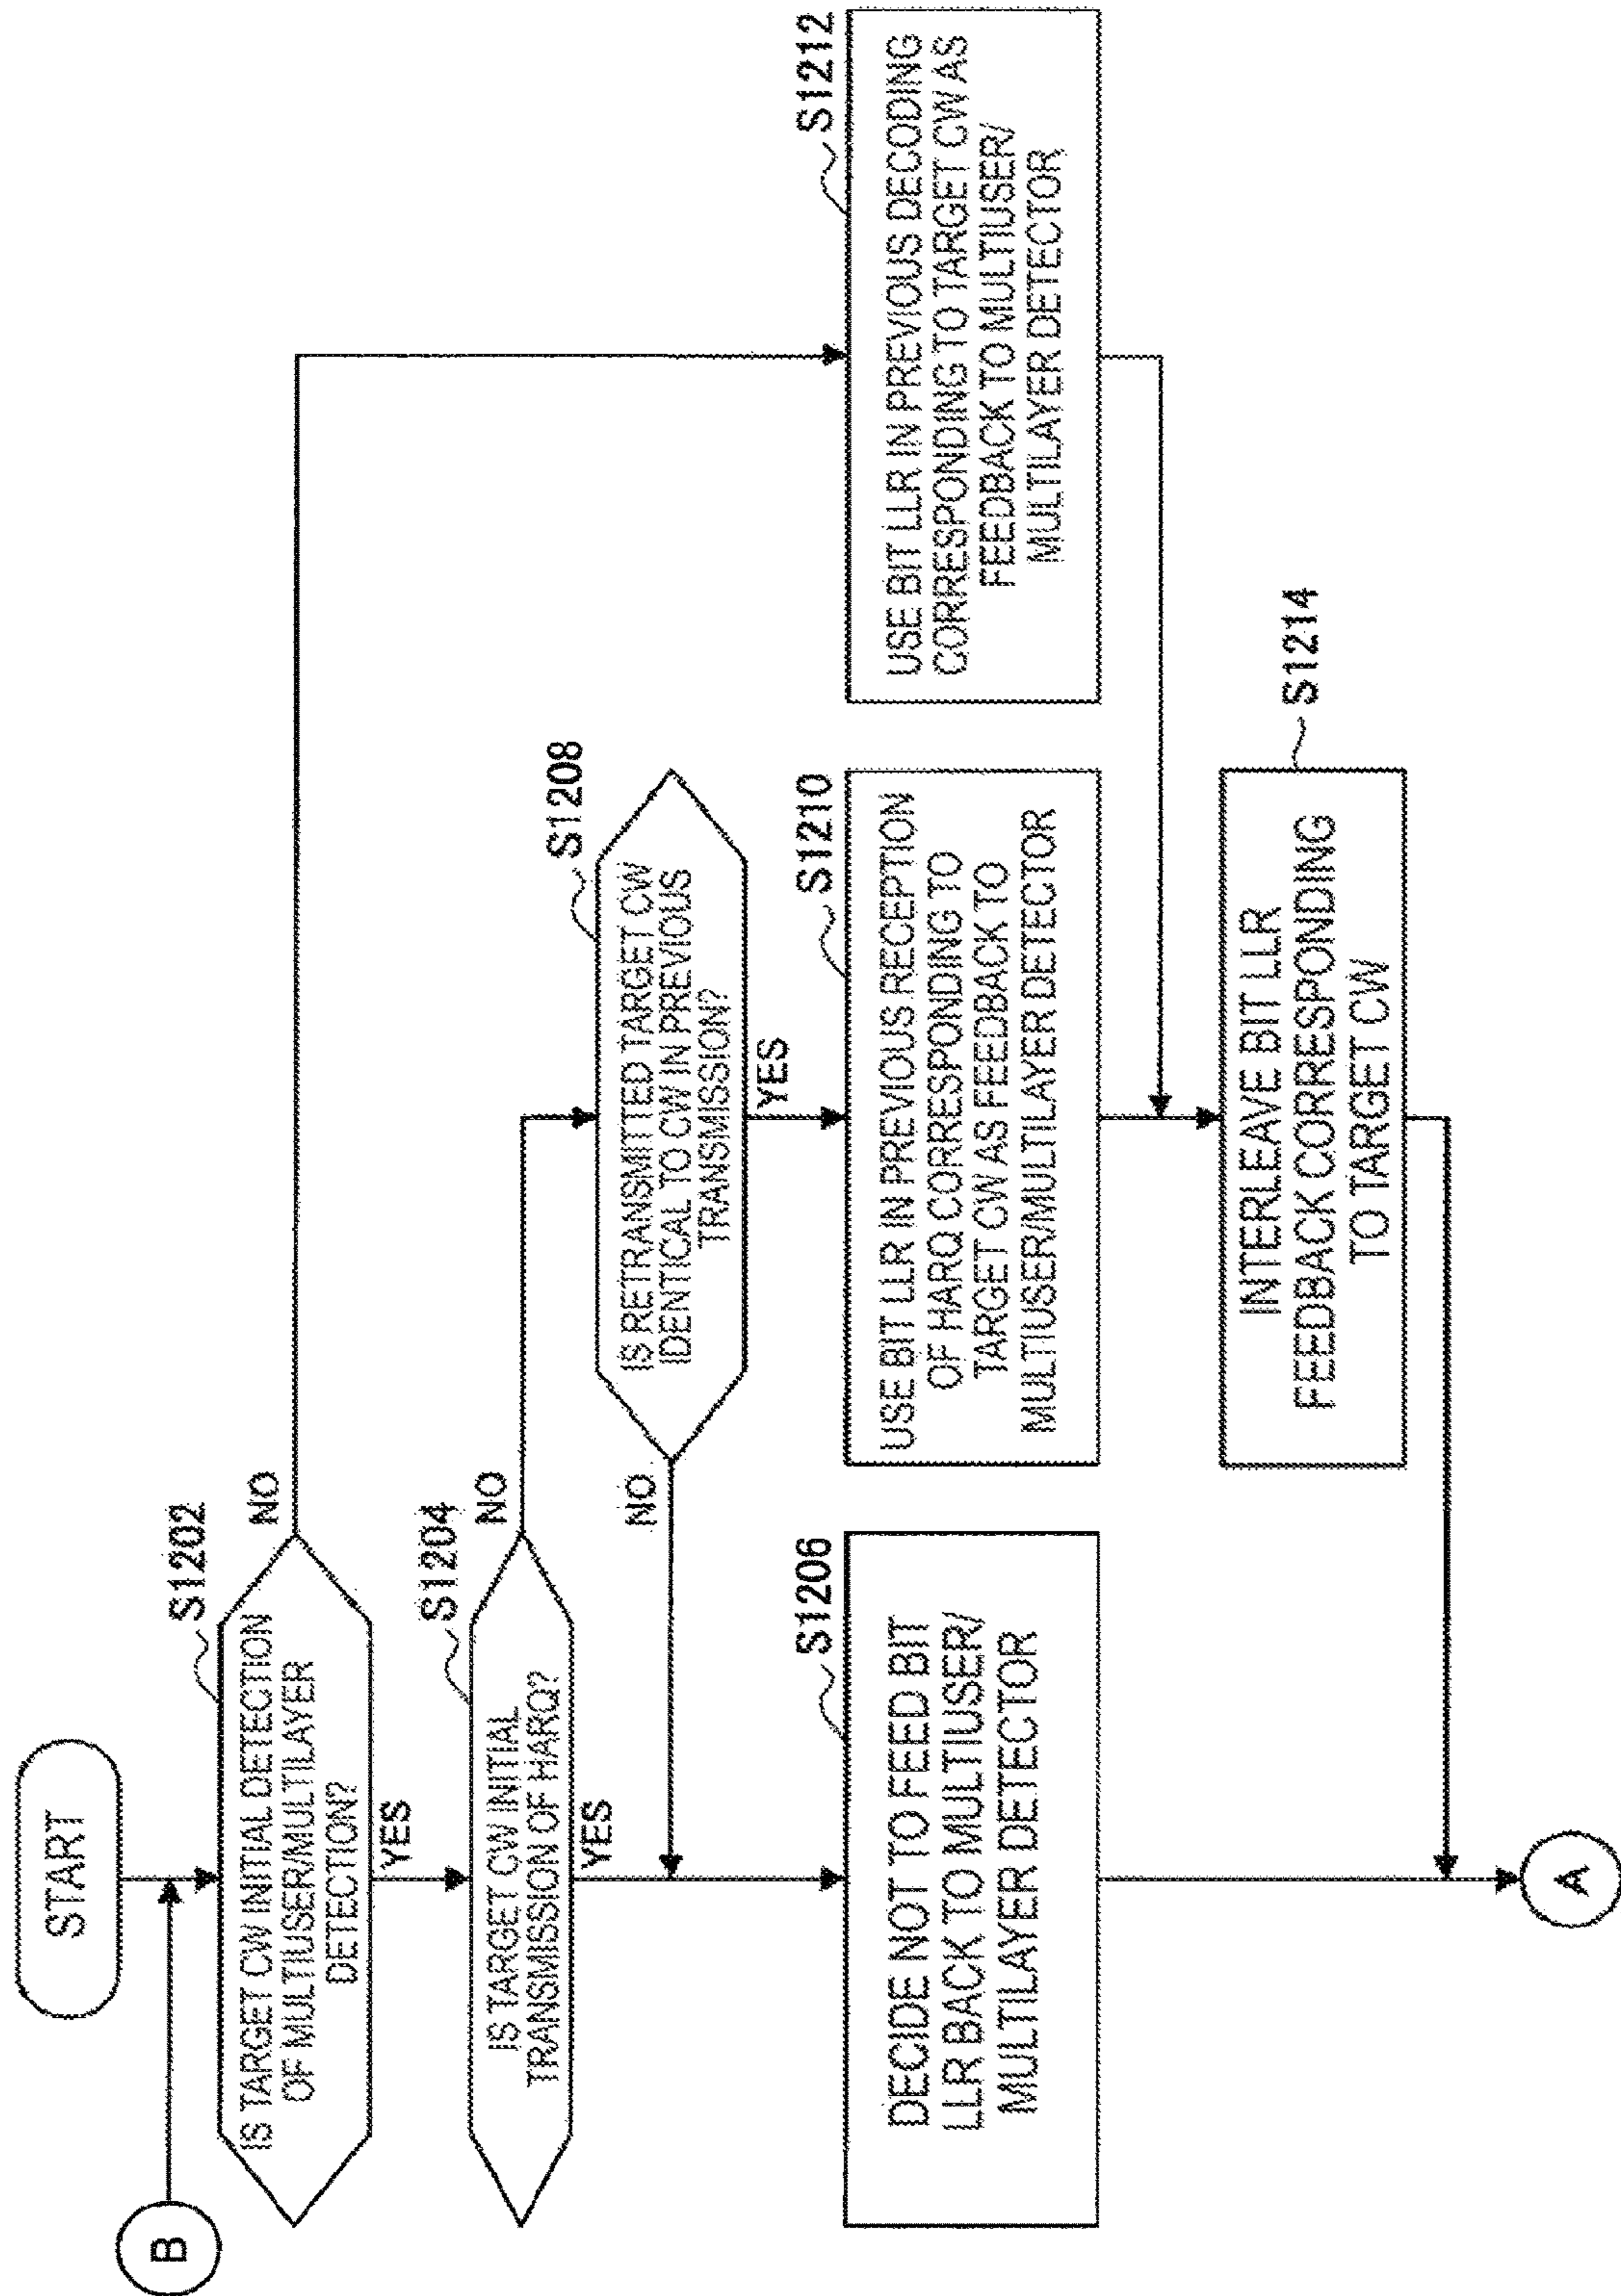 START
B
S1202
IS TARGET CW INITIAL DETECTION
OF MULTIUSER/MULTILAYER
DETECTION?
NO
YES
S1204
IS TARGET CW INITIAL
TRANSMISSION OF HARQ?
NO
YES
S1208
IS RETRANSMITTED TARGET CW
IDENTICAL TO CW IN PREVIOUS
TRANSMISSION?
NO
YES
S1206
DECIDE NOT TO FEED BIT
LLR BACK TO MULTIUSER/
MULTILAYER DETECTOR
S1210
USE BIT LLR IN PREVIOUS RECEPTION
OF HARQ CORRESPONDING TO
TARGET CW AS FEEDBACK TO
MULTIUSER/MULTILAYER DETECTOR
S1212
USE BIT LLR IN PREVIOUS DECODING
CORRESPONDING TO TARGET CW AS
FEEDBACK TO MULTIUSER/
MULTILAYER DETECTOR
S1214
INTERLEAVE BIT LLR
FEEDBACK CORRESPONDING
TO TARGET CW
A